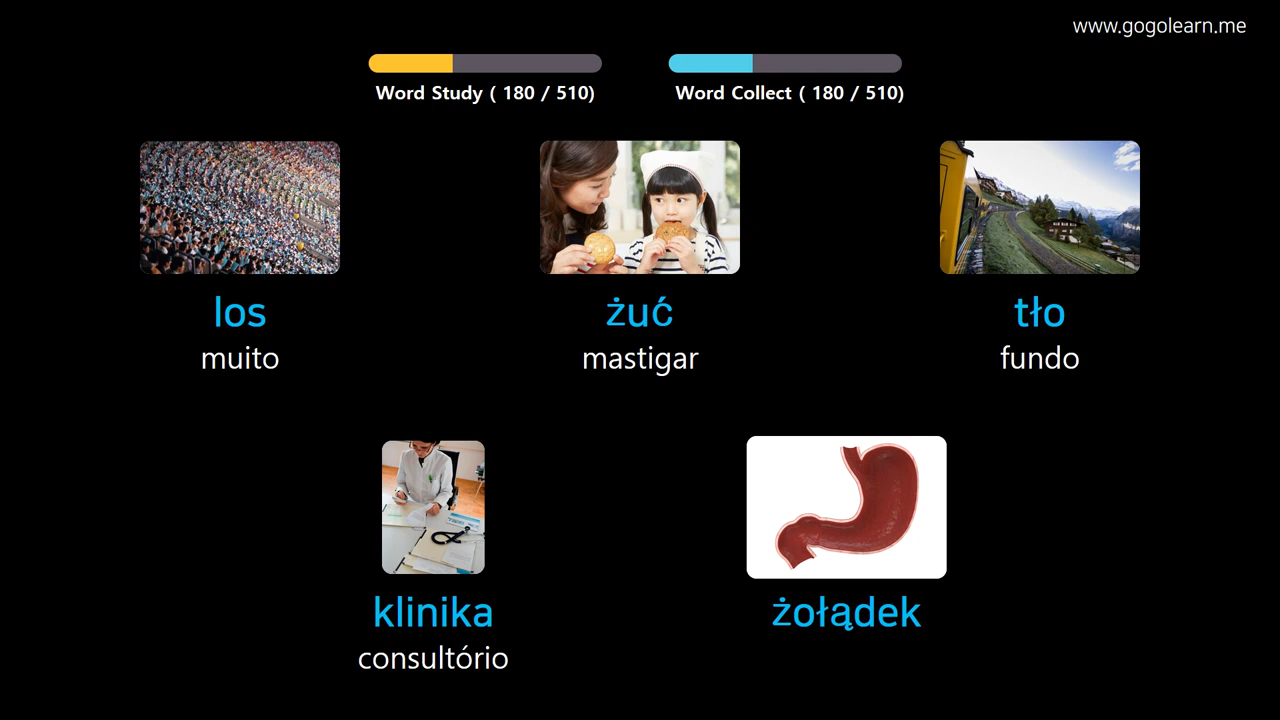 www.gogolearn.me
Word Study ( 180 / 510)
Word Collect ( 180 / 510)
los
muito
żuć
mastigar
tło
fundo
klinika
consultório
żołądek